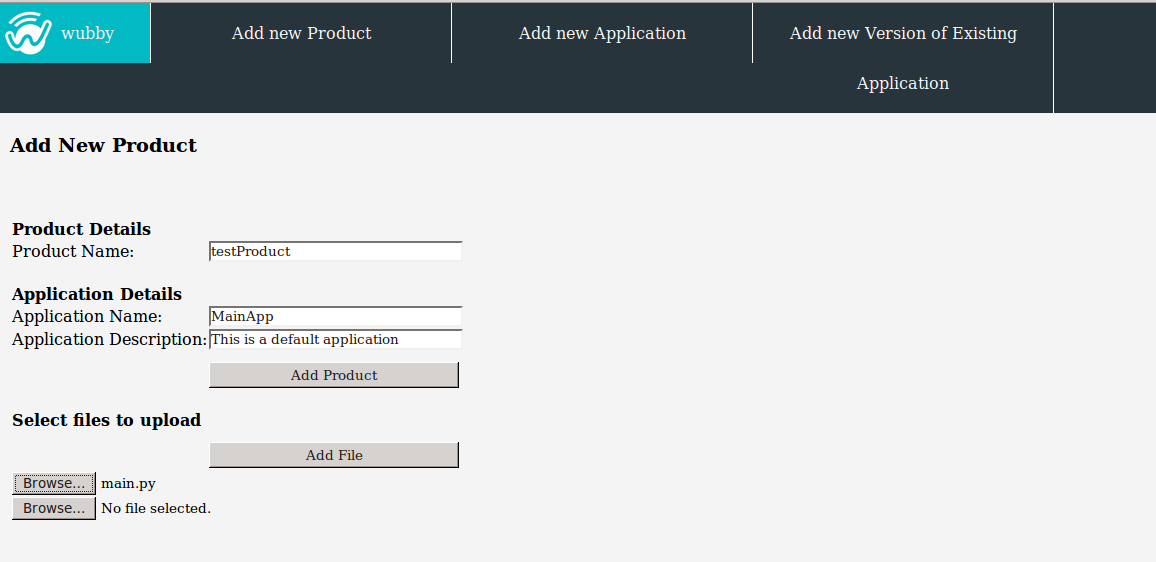 wubby
Add new Product
Add new Application
Add new Version of Existing
Application
Add New Product
Product Details
Product Name: testProduct
Application Details
Application Name: MainApp
Application Description: This is a default application
Add Product
Select files to upload
Add File
Browse... main.py
Browse... No file selected.